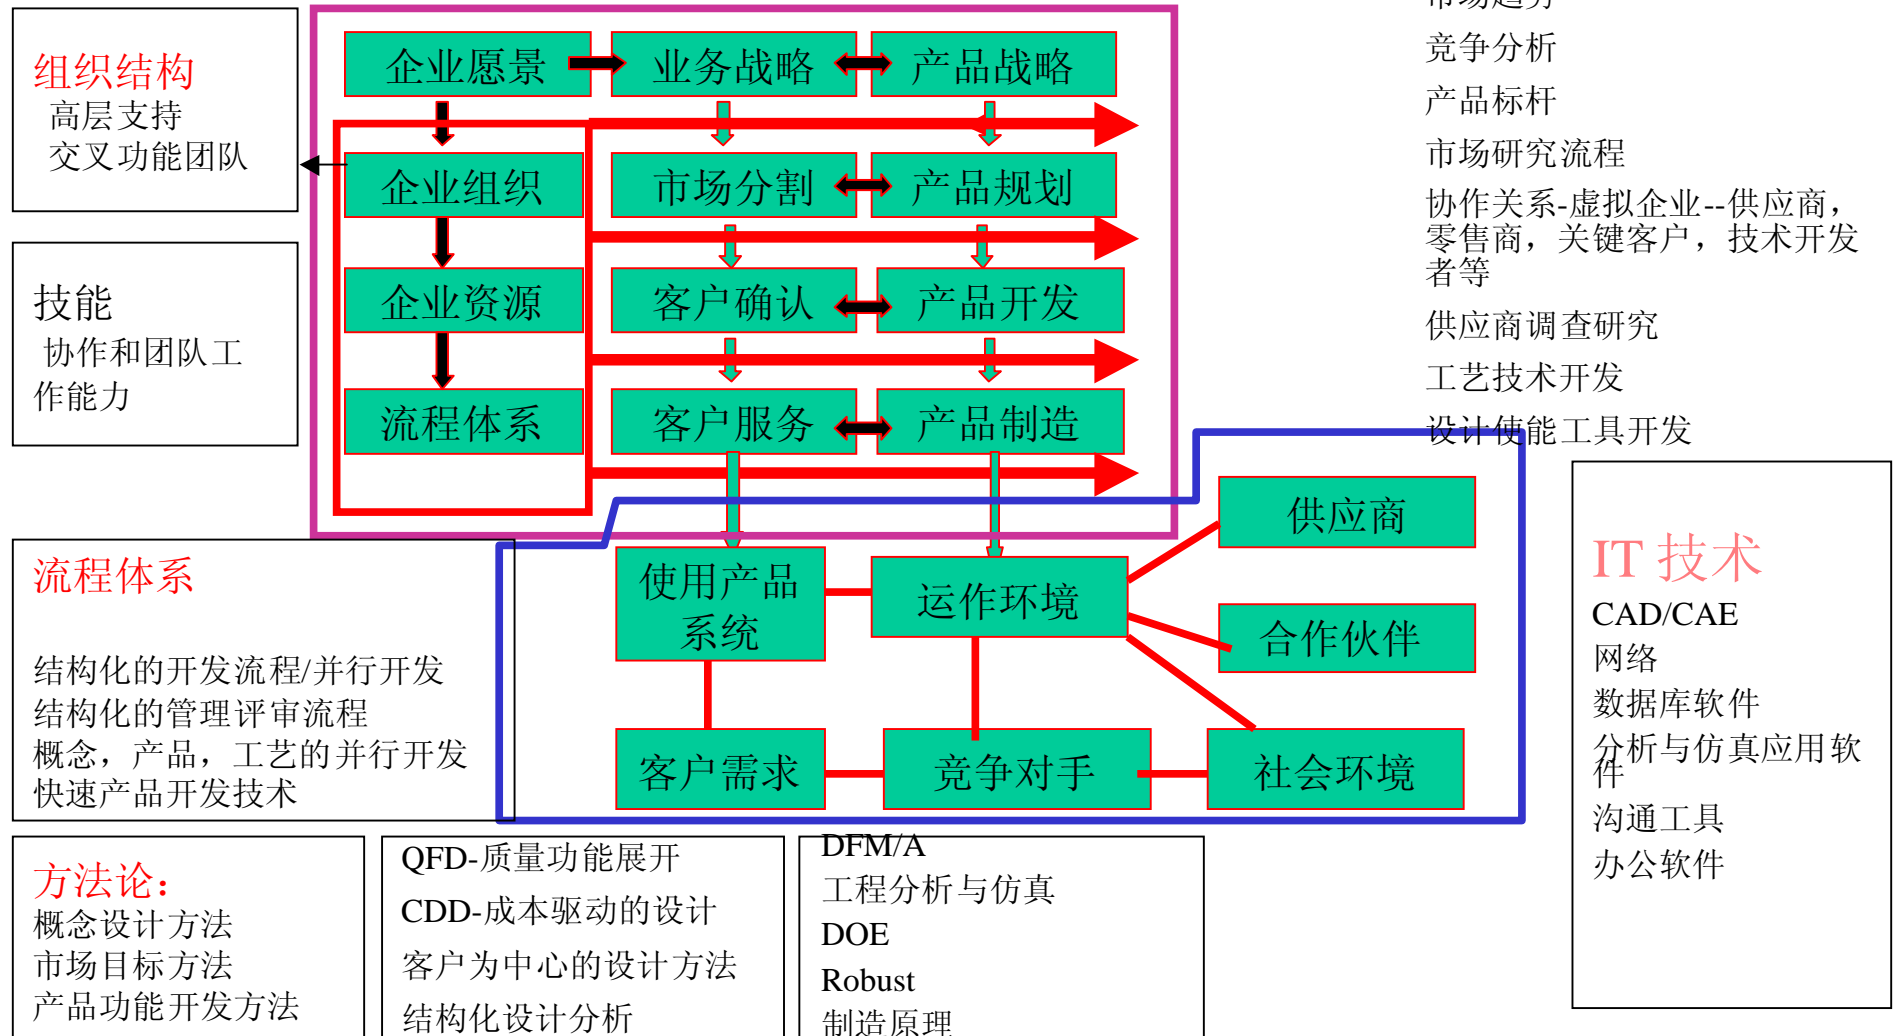 组织结构
高层支持
交叉功能团队
技能
协作和团队工
作能力
企业愿景
业务战略
产品战略
企业组织
市场分割
产品规划
企业资源
客户确认
产品开发
流程体系
客户服务
产品制造
市场趋势
竞争分析
产品标杆
市场研究流程
协作关系-虚拟企业--供应商，
零售商，关键客户，技术开发
者等
供应商调查研究
工艺技术开发
设计使能工具开发
流程体系
结构化的开发流程/并行开发
结构化的管理评审流程
概念，产品，工艺的并行开发
快速产品开发技术
使用产品
系统
运作环境
供应商
合作伙伴
客户需求
竞争对手
社会环境
IT 技术
CAD/CAE
网络
数据库软件
分析与仿真应用软
件
沟通工具
办公软件
方法论：
概念设计方法
市场目标方法
产品功能开发方法
QFD-质量功能展开
CDD-成本驱动的设计
客户为中心的设计方法
结构化设计分析
DFM/A
工程分析与仿真
DOE
Robust
制造原理